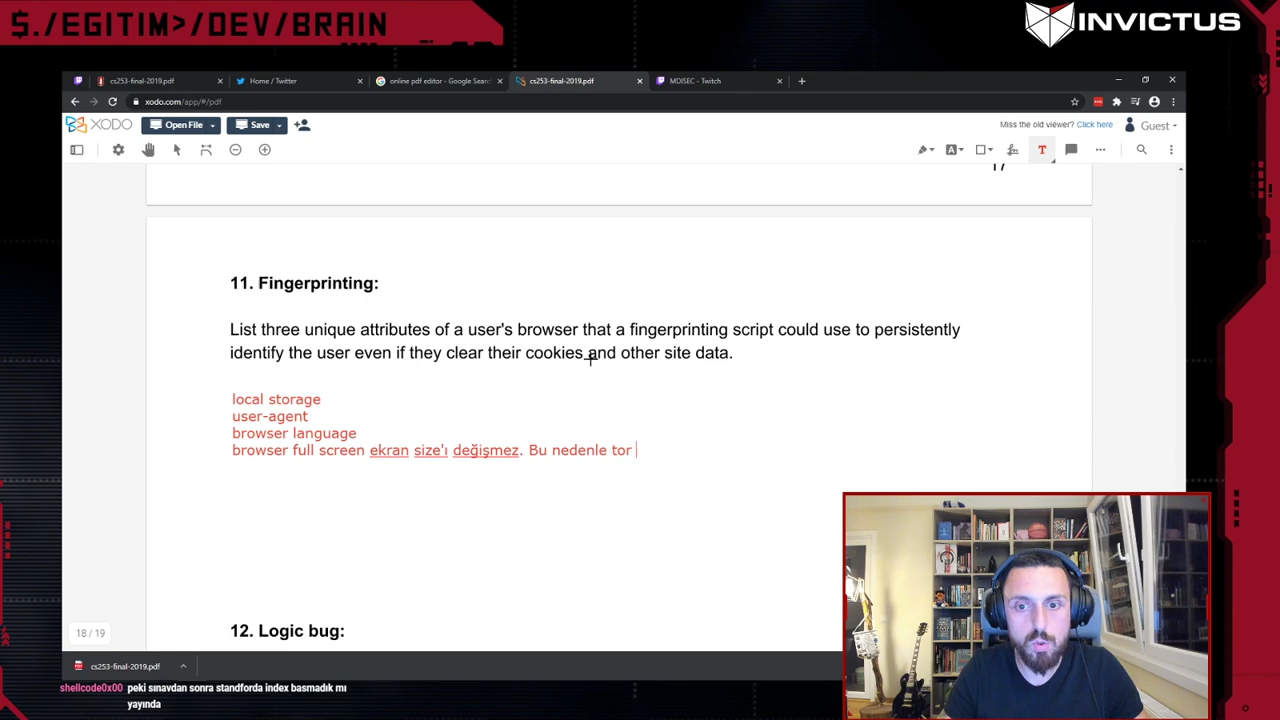 $./EGITIM>/DEV/BRAIN
INVICTUS
cs253-final-2019.pdf
Home / Twitter
online pdf editor - Google Searc
cs253-final-2019.pdf
MDISEC - Twitch
xodo.com/app/#/pdf
XODO
Open File
Save
Miss the old viewer? Click here
Guest
17
11. Fingerprinting:
List three unique attributes of a user's browser that a fingerprinting script could use to persistently
identify the user even if they clear their cookies and other site data.
local storage
user-agent
browser language
browser full screen ekran size'ı değişmez. Bu nedenle tor
12. Logic bug:
18 / 19
cs253-final-2019.pdf
shellcode0x00 peki sınavdan sonra standforda index basmadık mı
yayında